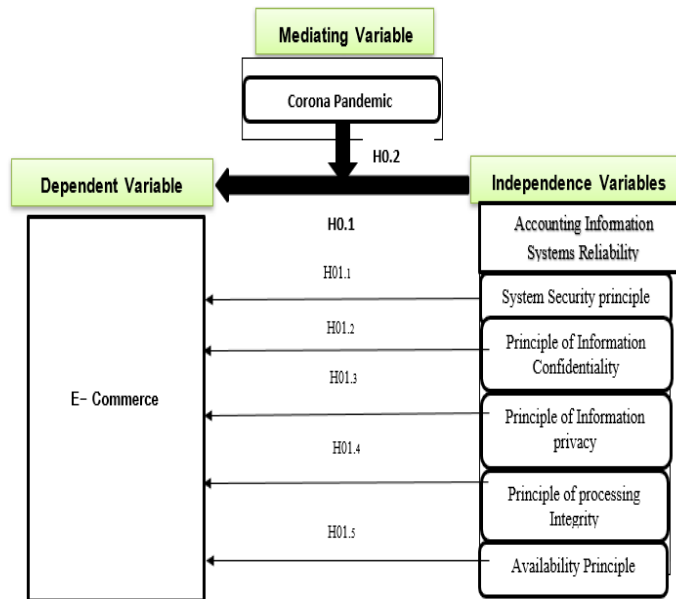 Mediating Variable
Corona Pandemic
H0.2
Dependent Variable
Independence Variables
H0.1
Accounting Information
Systems Reliability
H01.1
System Security principle
H01.2
Principle of Information
Confidentiality
H01.3
E- Commerce
Principle of Information
privacy
H01.4
Principle of processing
Integrity
H01.5
Availability Principle